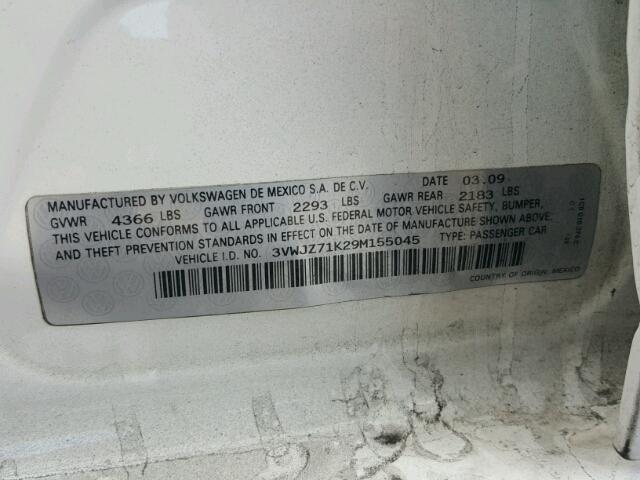 MANUFACTURED BY VOLKSWAGEN DE MEXICO S.A. DE C.V. DATE 03.09
GVWR 4366 LBS GAWR FRONT 2293 LBS GAWR REAR 2183 LBS
THIS VEHICLE CONFORMS TO ALL APPLICABLE U.S. FEDERAL MOTOR VEHICLE SAFETY, BUMPER,
AND THEFT PREVENTION STANDARDS IN EFFECT ON THE DATE OF MANUFACTURE SHOWN ABOVE.
VEHICLE I.D. NO. 3VWJZ71K29M155045 TYPE: PASSENGER CAR
COUNTRY OF ORIGIN: MEXICO